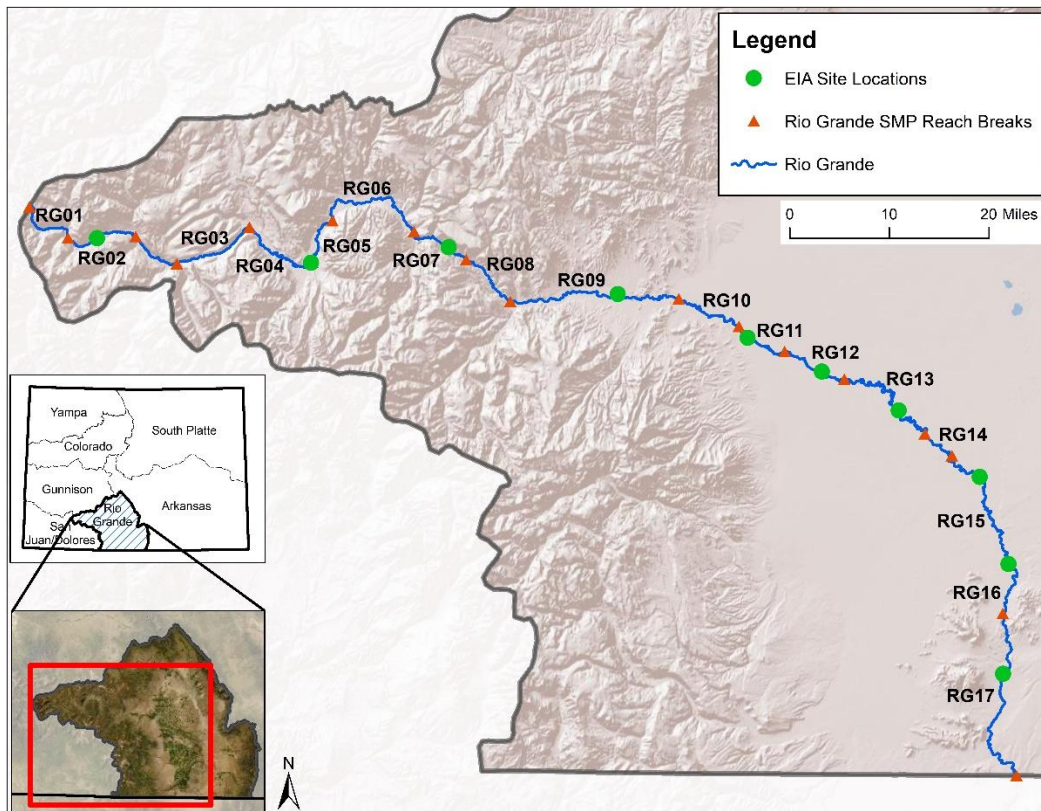 Legend
EIA Site Locations
Rio Grande SMP Reach Breaks
Rio Grande
0 10 20 Miles
RG01
RG02
RG03
RG04
RG05
RG06
RG07
RG08
RG09
RG10
RG11
RG12
RG13
RG14
RG15
RG16
RG17
Yampa
South Platte
Colorado
Gunnison
Arkansas
Rio
Grande
San
Juan/Dolores
N